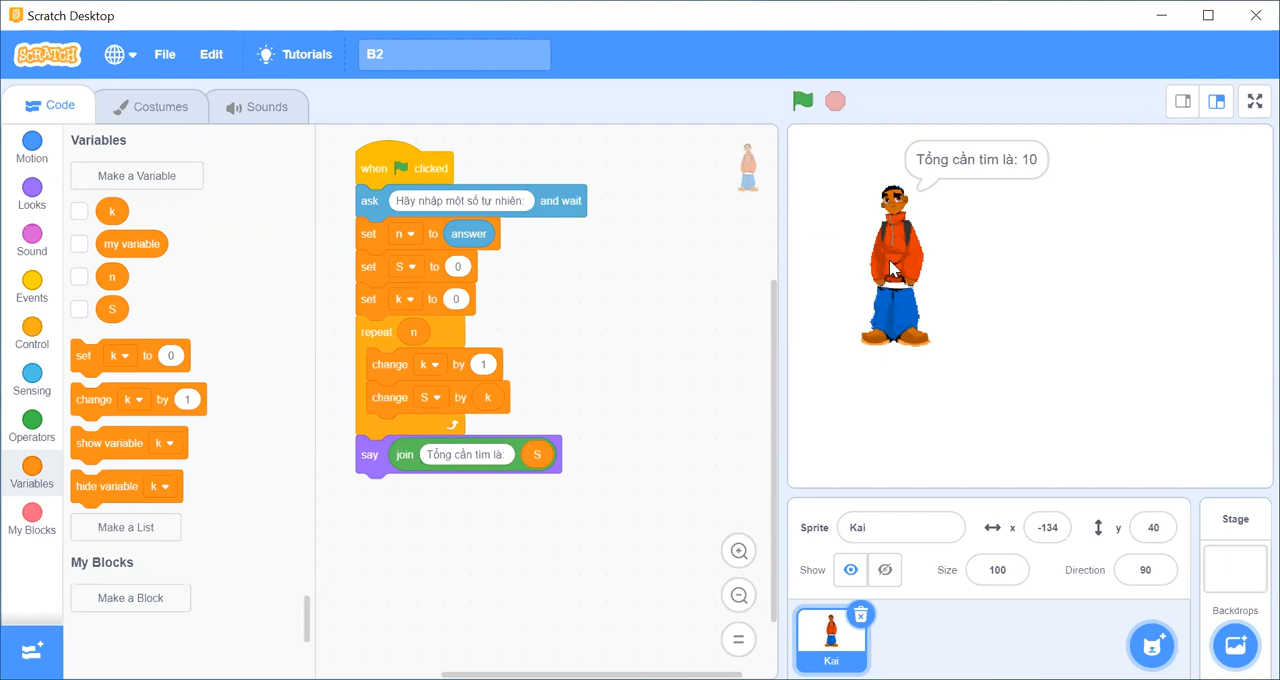 Scratch Desktop
SCRATCH File Edit Tutorials B2
Code Costumes Sounds
Motion
Looks
Sound
Events
Control
Sensing
Operators
Variables
My Blocks
Variables
Make a Variable
k
my variable
n
S
set k to 0
change k by 1
show variable k
hide variable k
Make a List
My Blocks
Make a Block
when clicked
ask Hãy nhập một số tự nhiên: and wait
set n to answer
set S to 0
set k to 0
repeat n
change k by 1
change S by k
say join Tổng cần tìm là: S
Tổng cần tìm là: 10
Sprite Kai x -134 y 40
Show Size 100 Direction 90
Kai
Stage
Backdrops